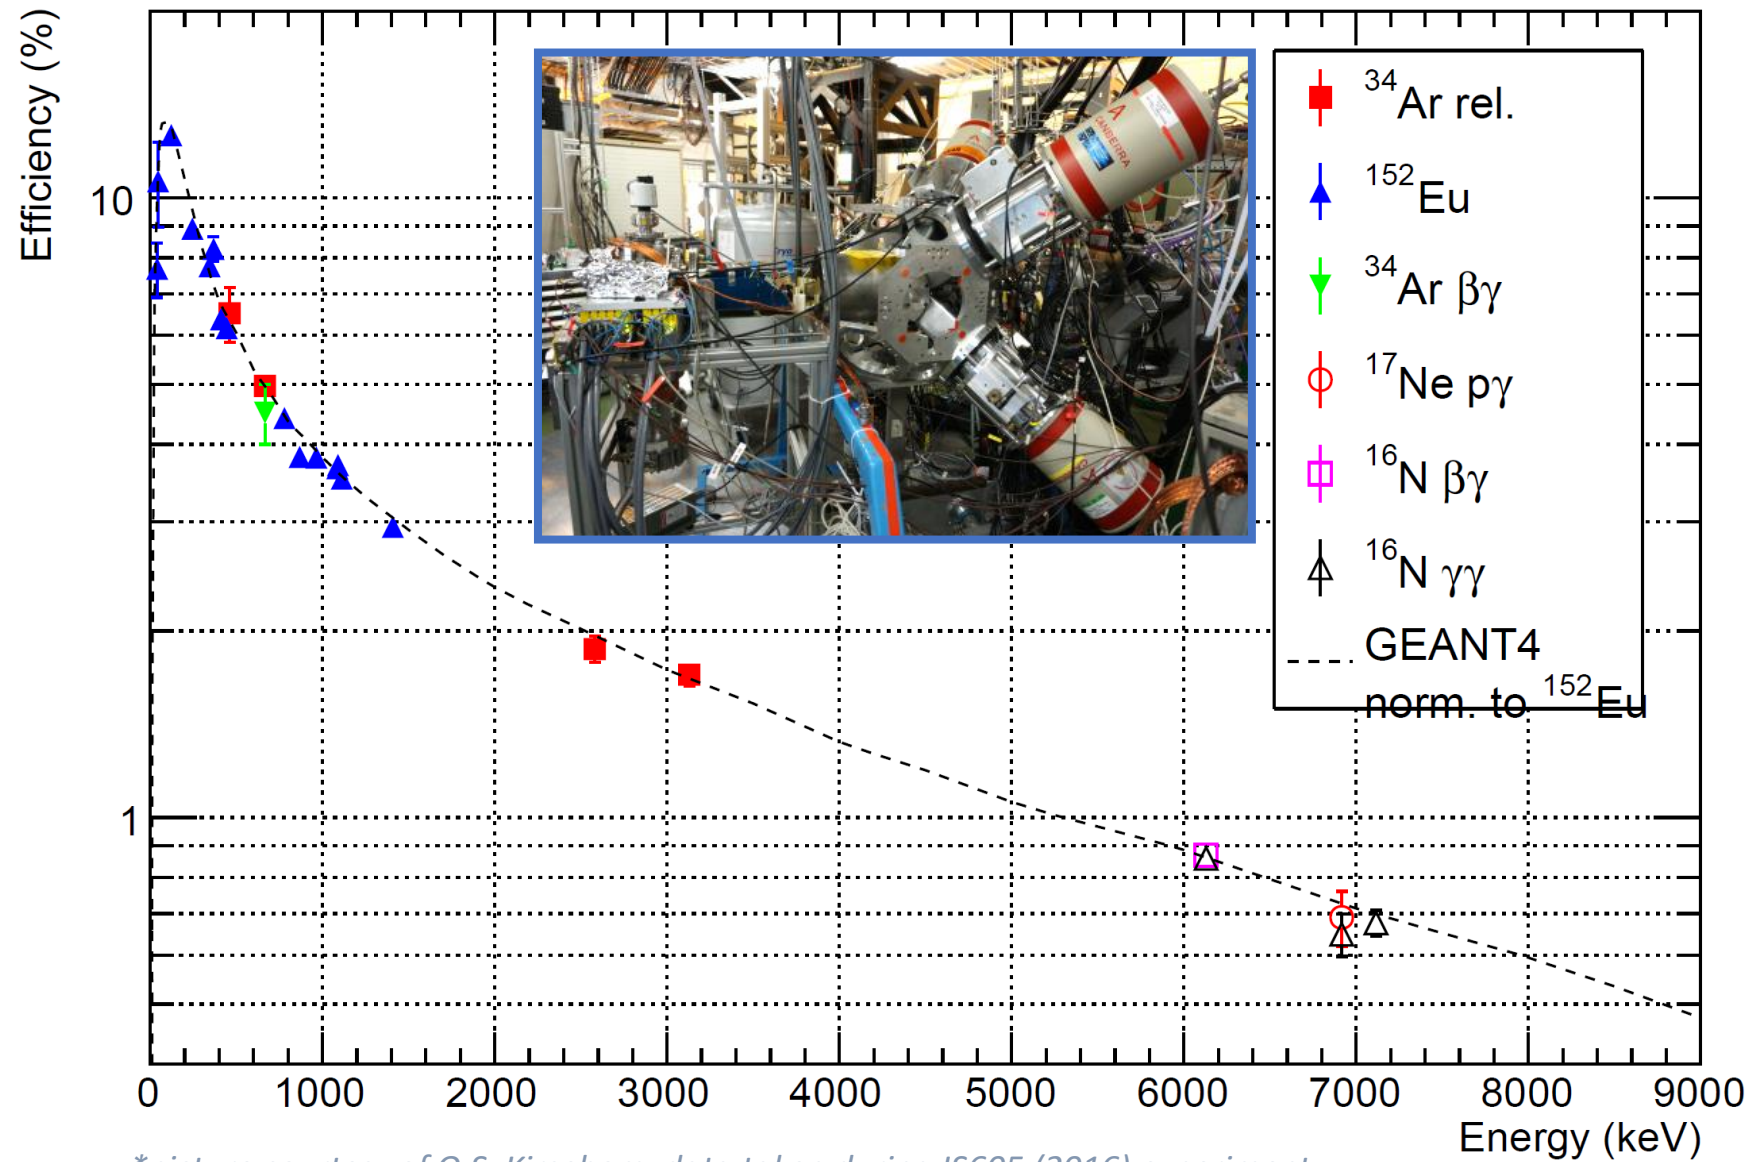 Efficiency (%)
10
1
0 1000 2000 3000 4000 5000 6000 7000 8000 9000
Energy (keV)
34Ar rel.
152Eu
34Ar βγ
17Ne pγ
16N βγ
16N γγ
GEANT4
norm. to 152Eu
CANBERRA